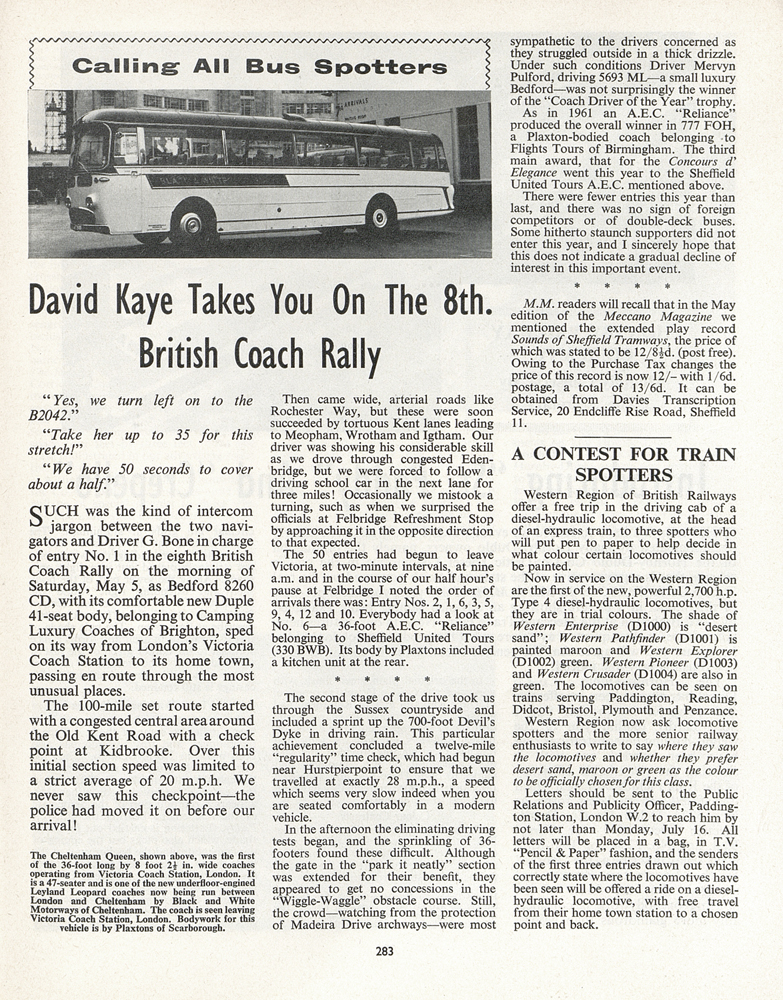 Calling All Bus Spotters
David Kaye Takes You On The 8th.
British Coach Rally
"Yes, we turn left on to the
B2042."
"Take her up to 35 for this
stretch!"
"We have 50 seconds to cover
about a half."
SUCH was the kind of intercom
jargon between the two navi-
gators and Driver G. Bone in charge
of entry No. 1 in the eighth British
Coach Rally on the morning of
Saturday, May 5, as Bedford 8260
CD, with its comfortable new Duple
41-seat body, belonging to Camping
Luxury Coaches of Brighton, sped
on its way from London's Victoria
Coach Station to its home town,
passing en route through the most
unusual places.
The 100-mile set route started
with a congested central area around
the Old Kent Road with a check
point at Kidbrooke. Over this
initial section speed was limited to
a strict average of 20 m.p.h. We
never saw this checkpoint—the
police had moved it on before our
arrival!
The Cheltenham Queen, shown above, was the first
of the 36-foot long by 8 foot 2½ in. wide coaches
operating from Victoria Station, London. It
is a 47-seater and is one of the new underfloor-engined
Leyland Leopard coaches now being run between
London and Cheltenham by Black and White
Motorways of Cheltenham. The coach is seen leaving
Victoria Coach Station, London. Bodywork for this
vehicle is by Plaxtons of Scarborough.
Then came wide, arterial roads like
Rochester Way, but these were soon
succeeded by tortuous Kent lanes leading
to Meopham, Wrotham and Igtham. Our
driver was showing his considerable skill
as we drove through congested Eden-
bridge, but we were forced to follow a
driving school car in the next lane for
three miles! Occasionally we mistook a
turning, such as when we surprised the
officials at Felbridge Refreshment Stop
by approaching it in the opposite direction
to that expected.
The 50 entries had begun to leave
Victoria, at two-minute intervals, at nine
a.m. and in the course of our half hour's
pause at Felbridge I noted the order of
arrivals there was: Entry Nos. 2, 1, 6, 3, 5,
9, 4, 12 and 10. Everybody had a look at
No. 6—a 36-foot A.E.C. "Reliance"
belonging to Sheffield United Tours
(330 BWB). Its body by Plaxtons included
a kitchen unit at the rear.
* * * *
The second stage of the drive took us
through the Sussex countryside and
included a sprint up the 700-foot Devil's
Dyke in driving rain. This particular
achievement concluded a twelve-mile
"regularity" time check, which had begun
near Hurstpierpoint to ensure that we
travelled at exactly 28 m.p.h., a speed
which seems very slow indeed when you
are seated comfortably in a modern
vehicle.
In the afternoon the eliminating driving
tests began, and the sprinkling of 36-
footers found these difficult. Although
the gate in the "park it neatly" section
was extended for their benefit, they
appeared to get no concessions in the
"Wiggle-Waggle" obstacle course. Still,
the crowd—watching from the protection
of Madeira Drive archways—were most
sympathetic to the drivers concerned as
they struggled outside in a thick drizzle.
Under such conditions Driver Mervyn
Pulford, driving 5693 ML—a small luxury
Bedford—was not surprisingly the winner
of the "Coach Driver of the Year" trophy.
As in 1961 an A.E.C. "Reliance"
produced the overall winner in 777 FOH,
a Plaxton-bodied coach belonging to
Flights Tours of Birmingham. The third
main award, that for the Concours d'
Elegance went this year to the Sheffield
United Tours A.E.C. mentioned above.
There were fewer entries this year than
last, and there was no sign of foreign
competitors or of double-deck buses.
Some hitherto staunch supporters did not
enter this year, and I sincerely hope that
this does not indicate a gradual decline of
interest in this important event.
* * * *
M.M. readers will recall that in the May
edition of the Meccano Magazine we
mentioned the extended play record
Sounds of Sheffield Tramways, the price of
which was stated to be 12/8½d. (post free).
Owing to the Purchase Tax changes the
price of this record is now 12/- with 1/6d.
postage, a total of 13/6d. It can be
obtained from Davies Transcription
Service, 20 Endcliffe Rise Road, Sheffield
11.
A CONTEST FOR TRAIN
SPOTTERS
Western Region of British Railways
offer a free trip in the driving cab of a
diesel-hydraulic locomotive, at the head
of an express train, to three spotters who
will put pen to paper to help decide in
what colour certain locomotives should
be painted.
Now in service on the Western Region
are the first of the new, powerful 2,700 h.p.
Type 4 diesel-hydraulic locomotives, but
they are in trial colours. The shade of
Western Enterprise (D1000) is "desert
sand"; Western Pathfinder (D1001) is
painted maroon and Western Explorer
(D1002) green. Western Pioneer (D1003)
and Western Crusader (D1004) are also in
green. The locomotives can be seen on
trains serving Paddington, Reading,
Didcot, Bristol, Plymouth and Penzance.
Western Region now ask locomotive
spotters and the more senior railway
enthusiasts to write to say where they saw
the locomotives and whether they prefer
desert sand, maroon or green as the colour
to be officially chosen for this class.
Letters should be sent to the Public
Relations and Publicity Officer, Padding-
ton Station, London W.2 to reach him by
not later than Monday, July 16. All
letters will be placed in a bag, in T.V.
"Pencil & Paper" fashion, and the senders
of the first three entries drawn out which
correctly state where the locomotives have
been seen will be offered a ride on a diesel-
hydraulic locomotive, with free travel
from their home town station to a chosen
point and back.
283